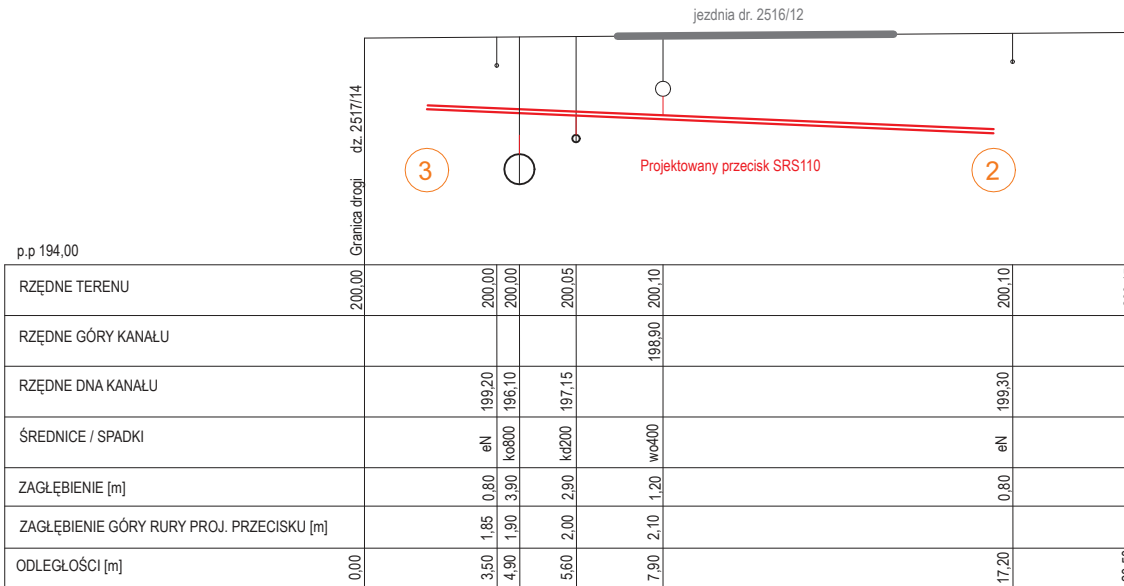 jezdnia dr. 2516/12
Granica drogi dz. 2517/14
3
2
Projektowany przecisk SRS110
p.p 194,00
RZĘDNE TERENU 200,00 200,00 200,00 200,05 200,10 200,10
RZĘDNE GÓRY KANAŁU 198,90
RZĘDNE DNA KANAŁU 199,20 196,10 197,15 199,30
ŚREDNICE / SPADKI eN ko800 kd200 wo400 eN
ZAGŁĘBIENIE [m] 0,80 3,90 2,90 1,20 0,80
ZAGŁĘBIENIE GÓRY RURY PROJ. PRZECISKU [m] 1,85 1,90 2,00 2,10
ODLEGŁOŚCI [m] 0,00 3,50 4,90 5,60 7,90 17,20